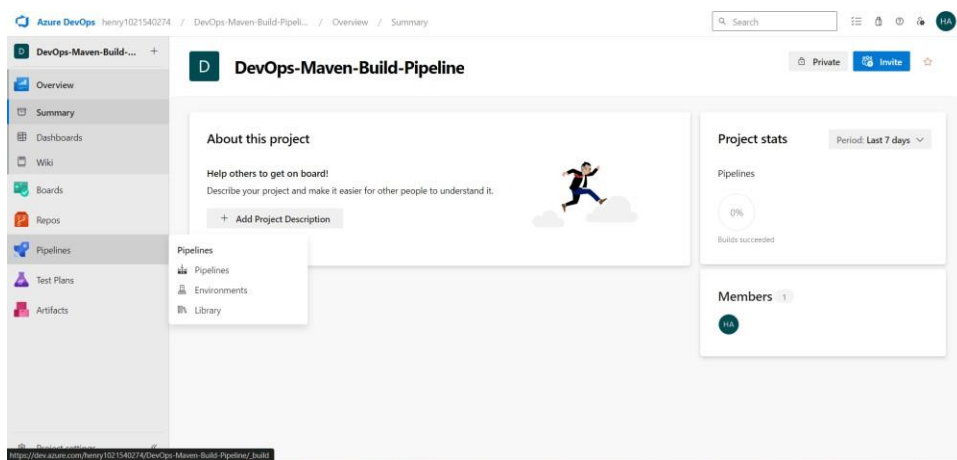 Azure DevOps henry1021540274 / DevOps-Maven-Build-Pipeli... / Overview / Summary
Search
HA
D DevOps-Maven-Build-... +
Overview
Summary
Dashboards
Wiki
Boards
Repos
Pipelines
Test Plans
Artifacts
Project settings
https://dev.azure.com/henry1021540274/DevOps-Maven-Build-Pipeline/_build
Pipelines
Pipelines
Environments
Library
D DevOps-Maven-Build-Pipeline
Private
Invite
About this project
Help others to get on board!
Describe your project and make it easier for other people to understand it.
+ Add Project Description
Project stats
Period: Last 7 days
Pipelines
0%
Builds succeeded
Members 1
HA